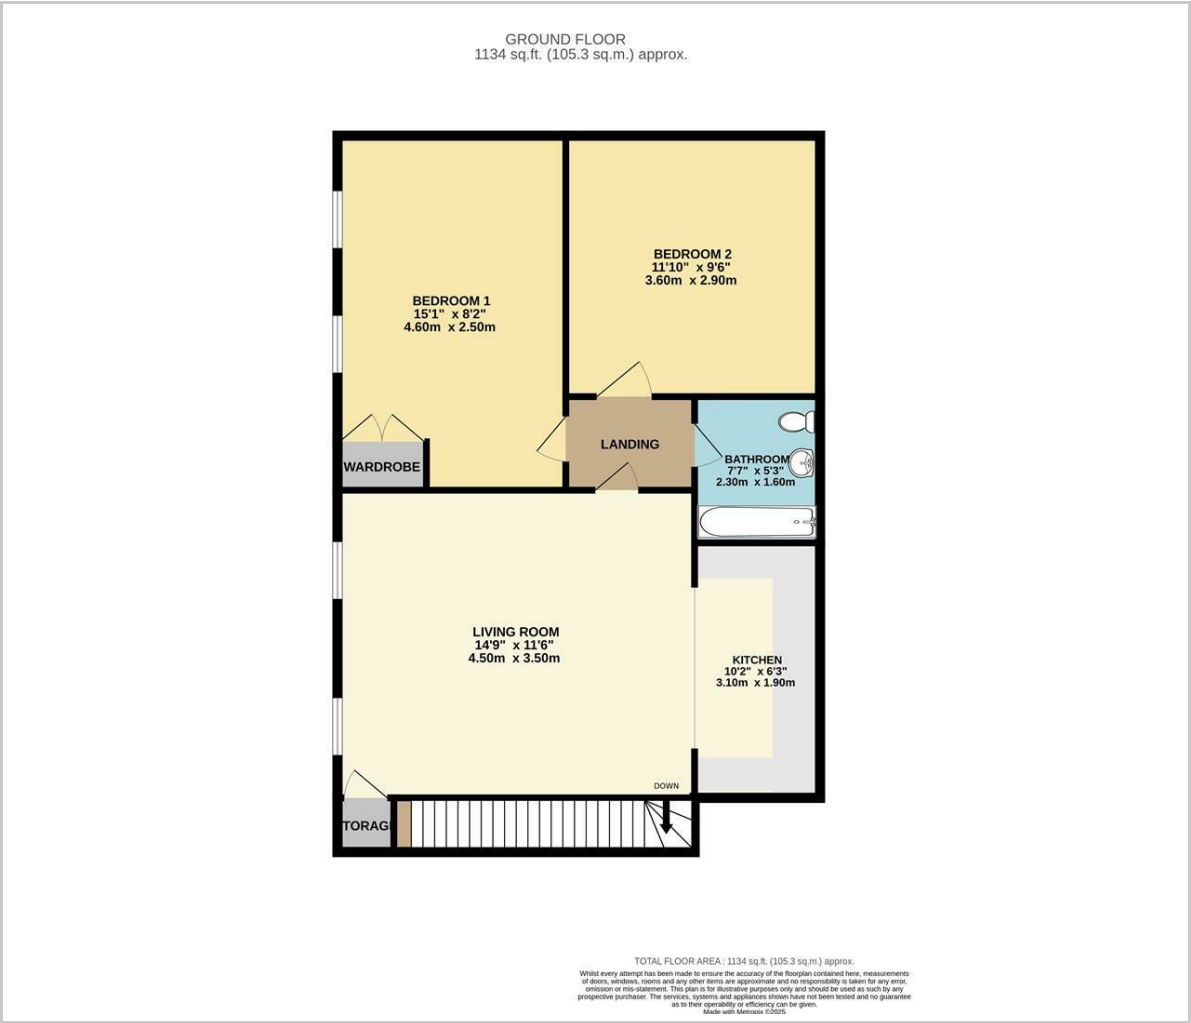 GROUND FLOOR
1134 sq.ft. (105.3 sq.m.) approx.
BEDROOM 2
11'10" x 9'6"
3.60m x 2.90m
BEDROOM 1
15'1" x 8'2"
4.60m x 2.50m
LANDING
WARDROBE
BATHROOM
7'7" x 5'3"
2.30m x 1.60m
LIVING ROOM
14'9" x 11'6"
4.50m x 3.50m
KITCHEN
10'2" x 6'3"
3.10m x 1.90m
DOWN
TORAG
TOTAL FLOOR AREA : 1134 sq.ft. (105.3 sq.m.) approx.
Whilst every attempt has been made to ensure the accuracy of the floorplan contained here, measurements
of doors, windows, rooms and any other items are approximate and no responsibility is taken for any error,
omission or mis-statement. This plan is for illustrative purposes only and should be used as such by any
prospective purchaser. The services, systems and appliances shown have not been tested and no guarantee
as to their operability or efficiency can be given.
Made with Metropix ©2025